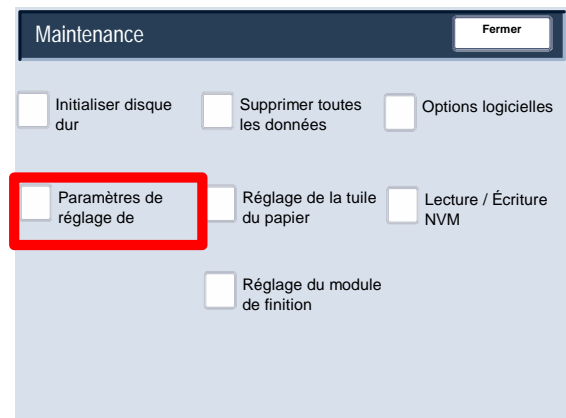 Maintenance
Fermer
Initialiser disque
dur
Supprimer toutes
les données
Options logicielles
Paramètres de
réglage de
Réglage de la tuile
du papier
Lecture / Écriture
NVM
Réglage du module
de finition